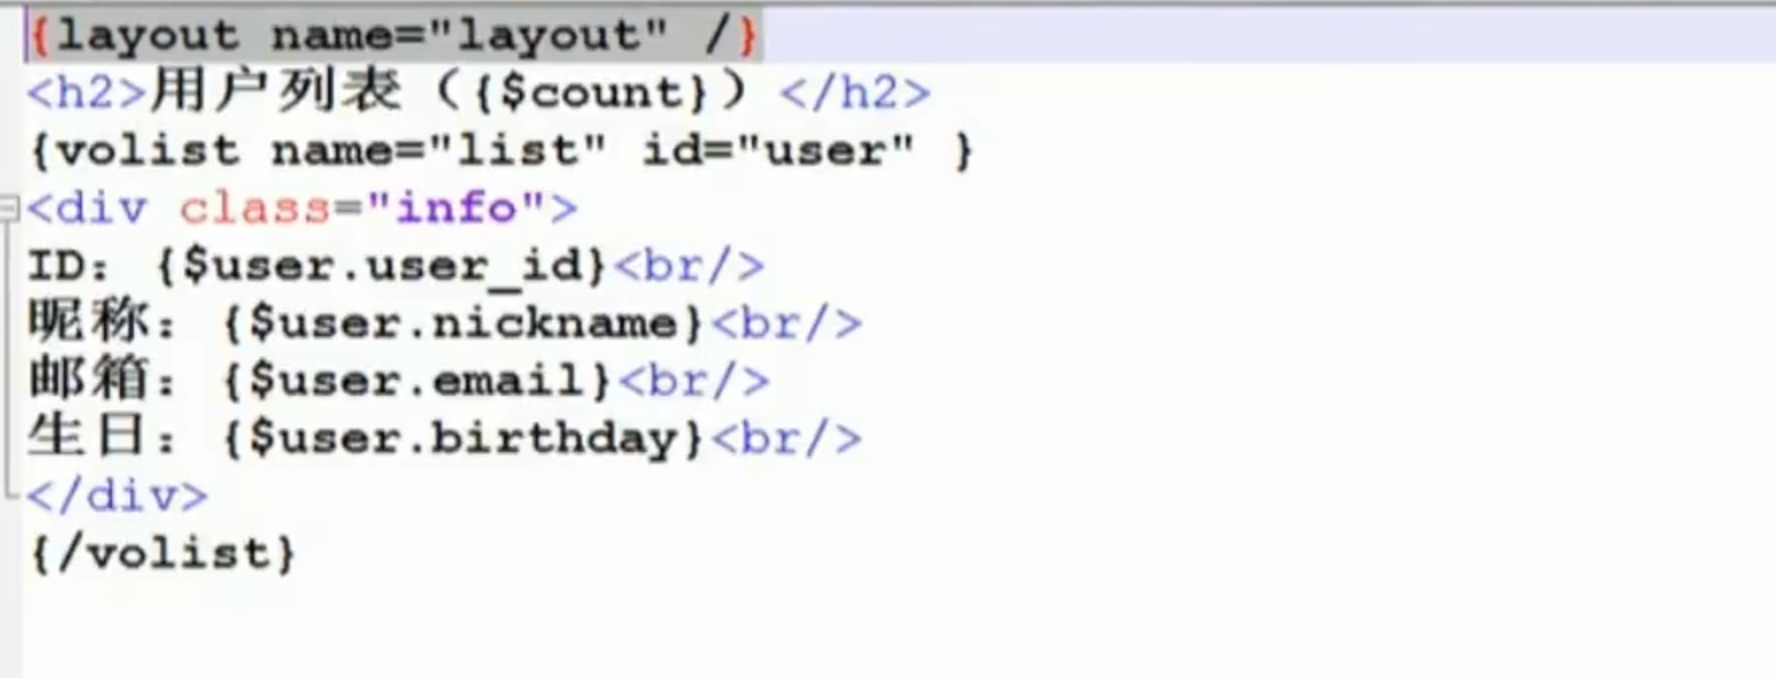 {layout name="layout" /}
<h2>用户列表（{$count}）</h2>
{volist name="list" id="user" }
<div class="info">
ID：{$user.user_id}<br/>
昵称：{$user.nickname}<br/>
邮箱：{$user.email}<br/>
生日：{$user.birthday}<br/>
</div>
{/volist}